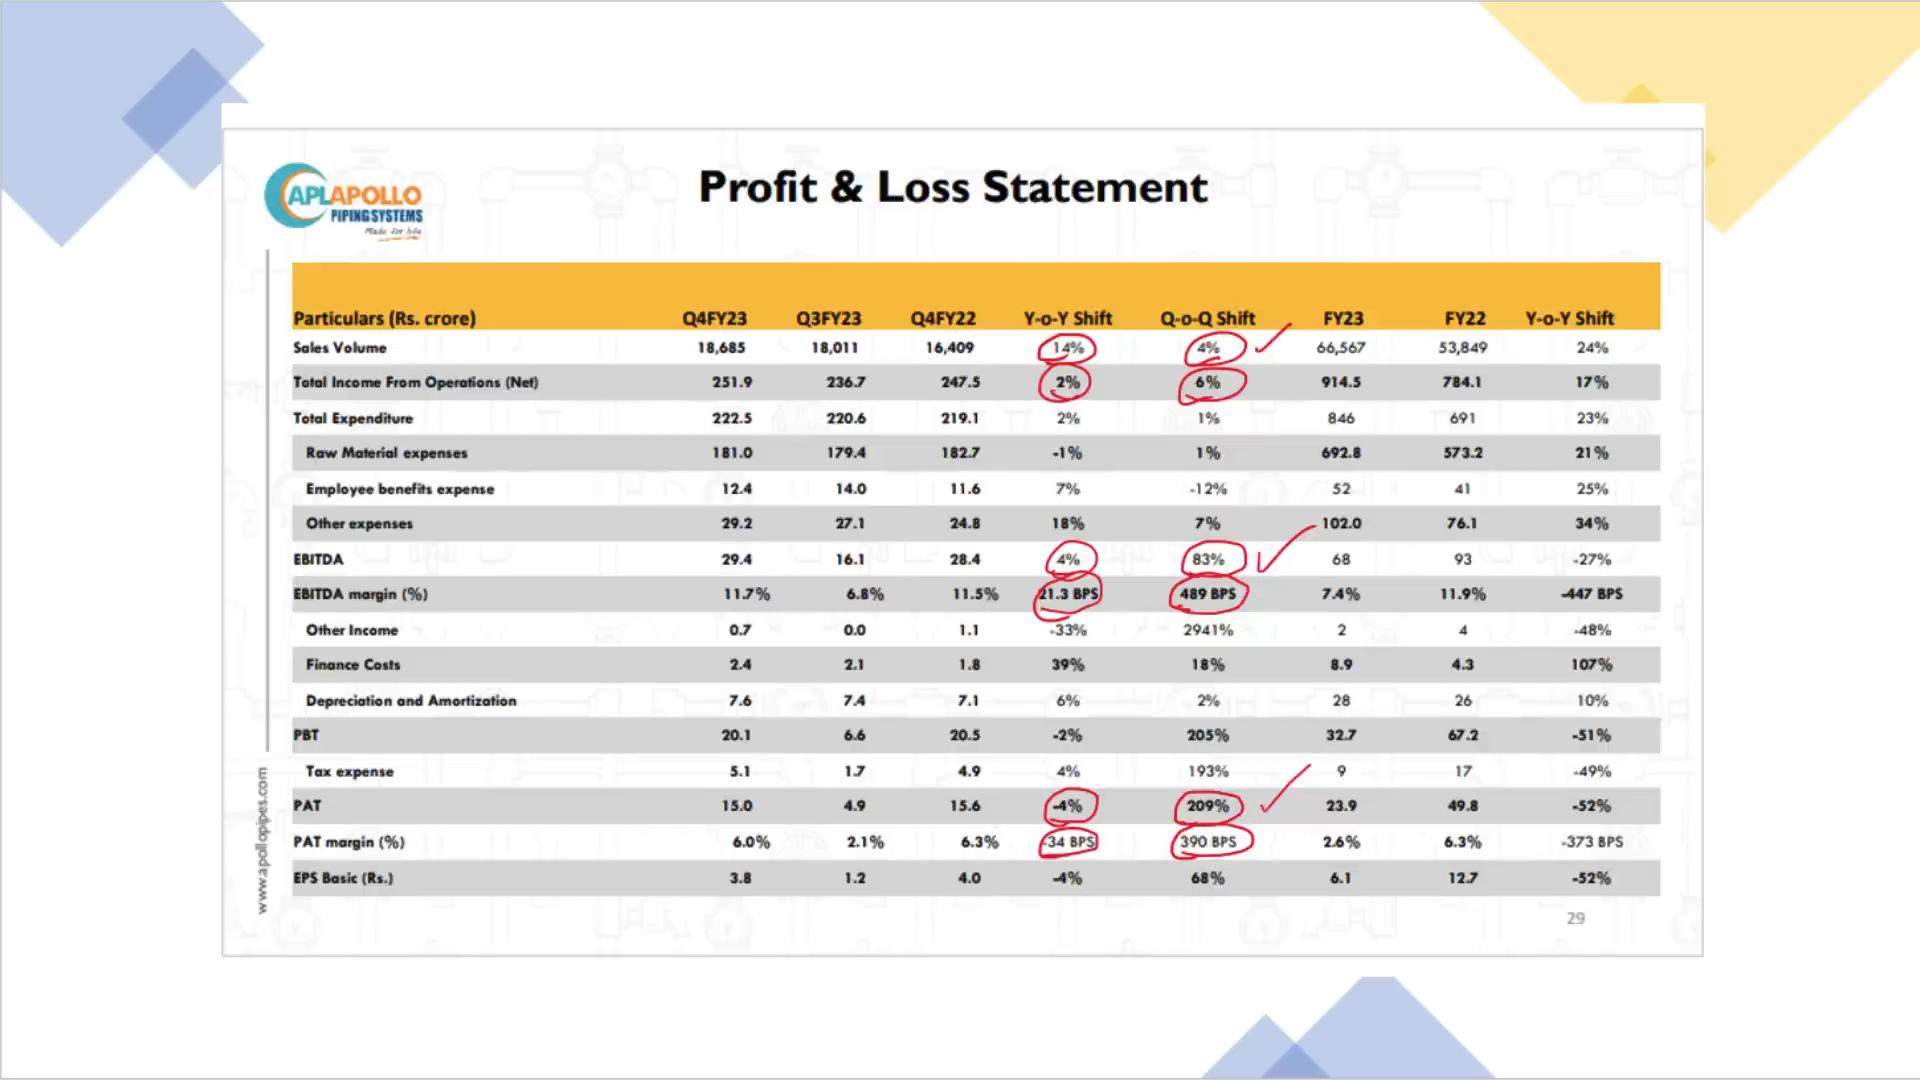 APL APOLLO
PIPING SYSTEMS
Made for life
Profit & Loss Statement
Particulars (Rs. crore) Q4FY23 Q3FY23 Q4FY22 Y-o-Y Shift Q-o-Q Shift FY23 FY22 Y-o-Y Shift
Sales Volume 18,685 18,011 16,409 14% 4% 66,567 53,849 24%
Total Income From Operations (Net) 251.9 236.7 247.5 2% 6% 914.5 784.1 17%
Total Expenditure 222.5 220.6 219.1 2% 1% 846 691 23%
Raw Material expenses 181.0 179.4 182.7 -1% 1% 692.8 573.2 21%
Employee benefits expense 12.4 14.0 11.6 7% -12% 52 41 25%
Other expenses 29.2 27.1 24.8 18% 7% 102.0 76.1 34%
EBITDA 29.4 16.1 28.4 4% 83% 68 93 -27%
EBITDA margin (%) 11.7% 6.8% 11.5% 21.3 BPS 489 BPS 7.4% 11.9% -447 BPS
Other Income 0.7 0.0 1.1 -33% 2941% 2 4 -48%
Finance Costs 2.4 2.1 1.8 39% 18% 8.9 4.3 107%
Depreciation and Amortization 7.6 7.4 7.1 6% 2% 28 26 10%
PBT 20.1 6.6 20.5 -2% 205% 32.7 67.2 -51%
Tax expense 5.1 1.7 4.9 4% 193% 9 17 -49%
PAT 15.0 4.9 15.6 -4% 209% 23.9 49.8 -52%
PAT margin (%) 6.0% 2.1% 6.3% -34 BPS 390 BPS 2.6% 6.3% -373 BPS
EPS Basic (Rs.) 3.8 1.2 4.0 -4% 68% 6.1 12.7 -52%
www.apollopipes.com
29